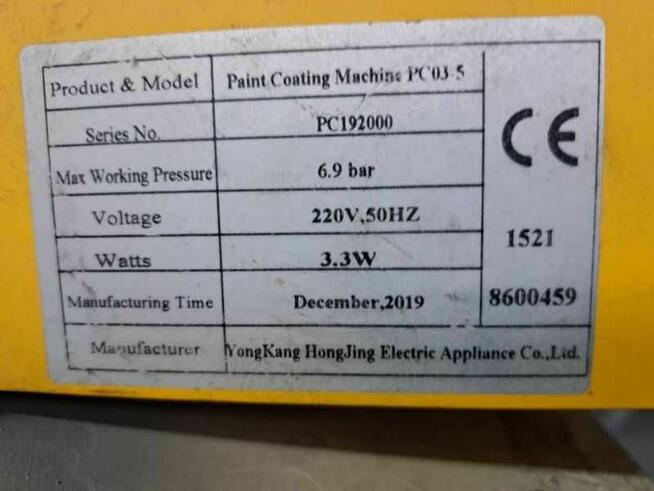 Product & Model Paint Coating Machine PC03-5
Series No. PC192000
Max Working Pressure 6.9 bar
Voltage 220V,50HZ
Watts 3.3W
Manufacturing Time December,2019
Manufacturer YongKang HongJing Electric Appliance Co.,Ltd.
CE
1521
8600459